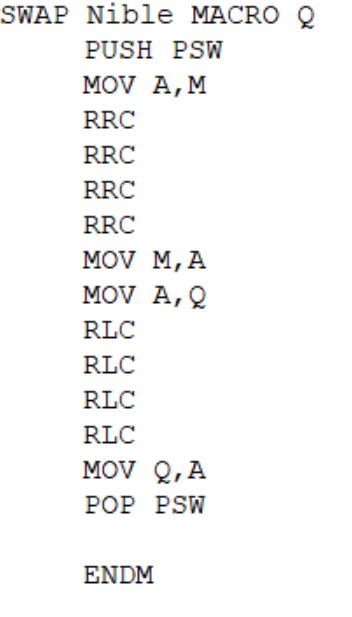 SWAP Nible MACRO Q
PUSH PSW
MOV A,M
RRC
RRC
RRC
RRC
MOV M,A
MOV A,Q
RLC
RLC
RLC
RLC
MOV Q,A
POP PSW
ENDM